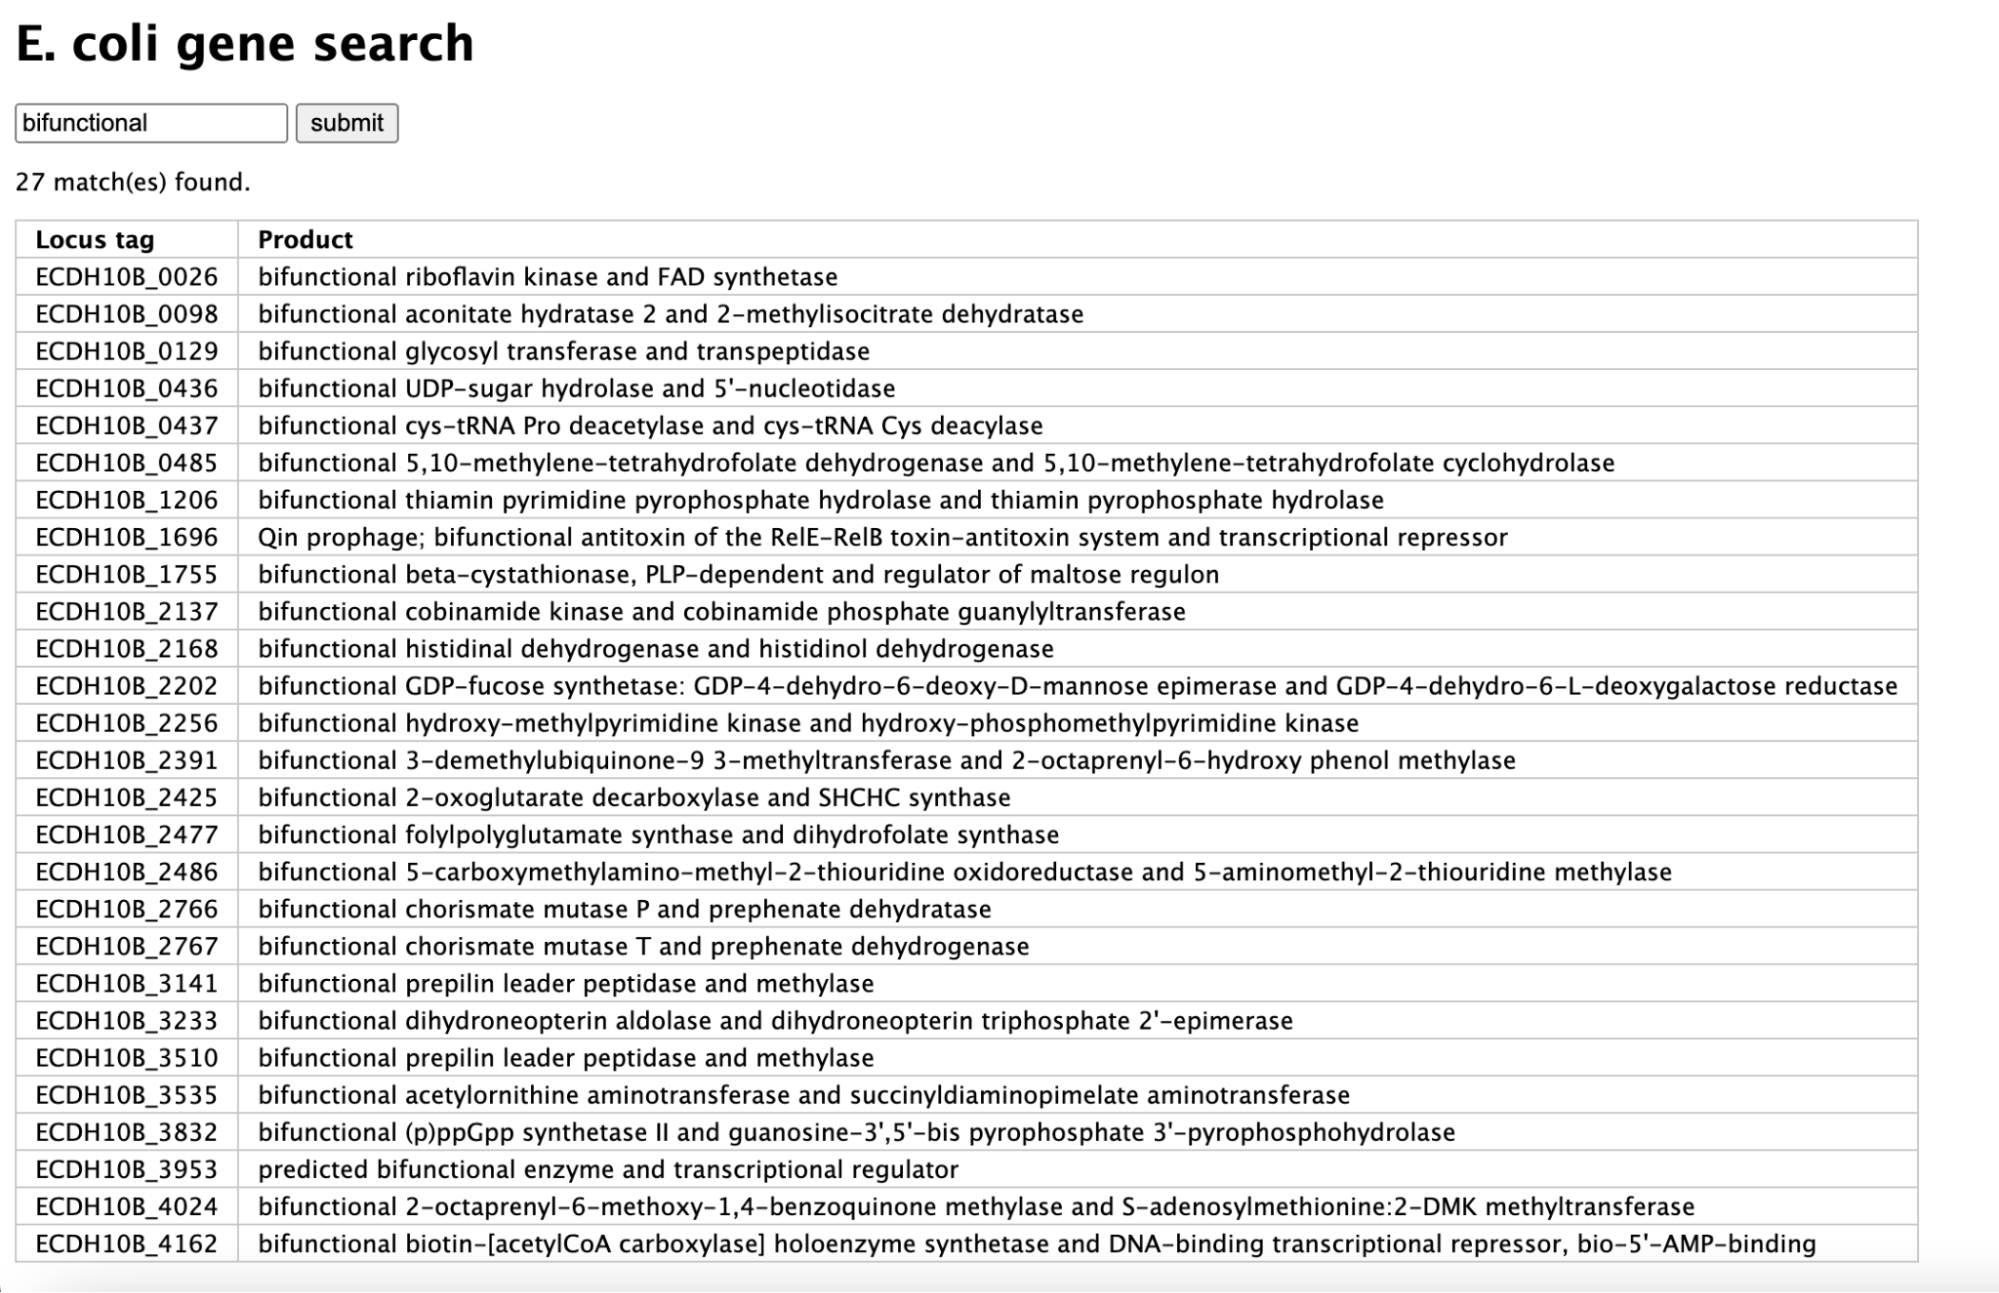 E. coli gene search
bifunctional submit
27 match(es) found.
Locus tag Product
ECDH10B_0026 bifunctional riboflavin kinase and FAD synthetase
ECDH10B_0098 bifunctional aconitate hydratase 2 and 2-methylisocitrate dehydratase
ECDH10B_0129 bifunctional glycosyl transferase and transpeptidase
ECDH10B_0436 bifunctional UDP-sugar hydrolase and 5'-nucleotidase
ECDH10B_0437 bifunctional cys-tRNA Pro deacetylase and cys-tRNA Cys deacylase
ECDH10B_0485 bifunctional 5,10-methylene-tetrahydrofolate dehydrogenase and 5,10-methylene-tetrahydrofolate cyclohydrolase
ECDH10B_1206 bifunctional thiamin pyrimidine pyrophosphate hydrolase and thiamin pyrophosphate hydrolase
ECDH10B_1696 Qin prophage; bifunctional antitoxin of the RelE-RelB toxin-antitoxin system and transcriptional repressor
ECDH10B_1755 bifunctional beta-cystathionase, PLP-dependent and regulator of maltose regulon
ECDH10B_2137 bifunctional cobinamide kinase and cobinamide phosphate guanylyltransferase
ECDH10B_2168 bifunctional histidinal dehydrogenase and histidinol dehydrogenase
ECDH10B_2202 bifunctional GDP-fucose synthetase: GDP-4-dehydro-6-deoxy-D-mannose epimerase and GDP-4-dehydro-6-L-deoxygalactose reductase
ECDH10B_2256 bifunctional hydroxy-methylpyrimidine kinase and hydroxy-phosphomethylpyrimidine kinase
ECDH10B_2391 bifunctional 3-demethylubiquinone-9 3-methyltransferase and 2-octaprenyl-6-hydroxy phenol methylase
ECDH10B_2425 bifunctional 2-oxoglutarate decarboxylase and SHCHC synthase
ECDH10B_2477 bifunctional folylpolyglutamate synthase and dihydrofolate synthase
ECDH10B_2486 bifunctional 5-carboxymethylamino-methyl-2-thiouridine oxidoreductase and 5-aminomethyl-2-thiouridine methylase
ECDH10B_2766 bifunctional chorismate mutase P and prephenate dehydratase
ECDH10B_2767 bifunctional chorismate mutase T and prephenate dehydrogenase
ECDH10B_3141 bifunctional prepilin leader peptidase and methylase
ECDH10B_3233 bifunctional dihydroneopterin aldolase and dihydroneopterin triphosphate 2'-epimerase
ECDH10B_3510 bifunctional prepilin leader peptidase and methylase
ECDH10B_3535 bifunctional acetylornithine aminotransferase and succinyldiaminopimelate aminotransferase
ECDH10B_3832 bifunctional (p)ppGpp synthetase II and guanosine-3',5'-bis pyrophosphate 3'-pyrophosphohydrolase
ECDH10B_3953 predicted bifunctional enzyme and transcriptional regulator
ECDH10B_4024 bifunctional 2-octaprenyl-6-methoxy-1,4-benzoquinone methylase and S-adenosylmethionine:2-DMK methyltransferase
ECDH10B_4162 bifunctional biotin-[acetylCoA carboxylase] holoenzyme synthetase and DNA-binding transcriptional repressor, bio-5'-AMP-binding